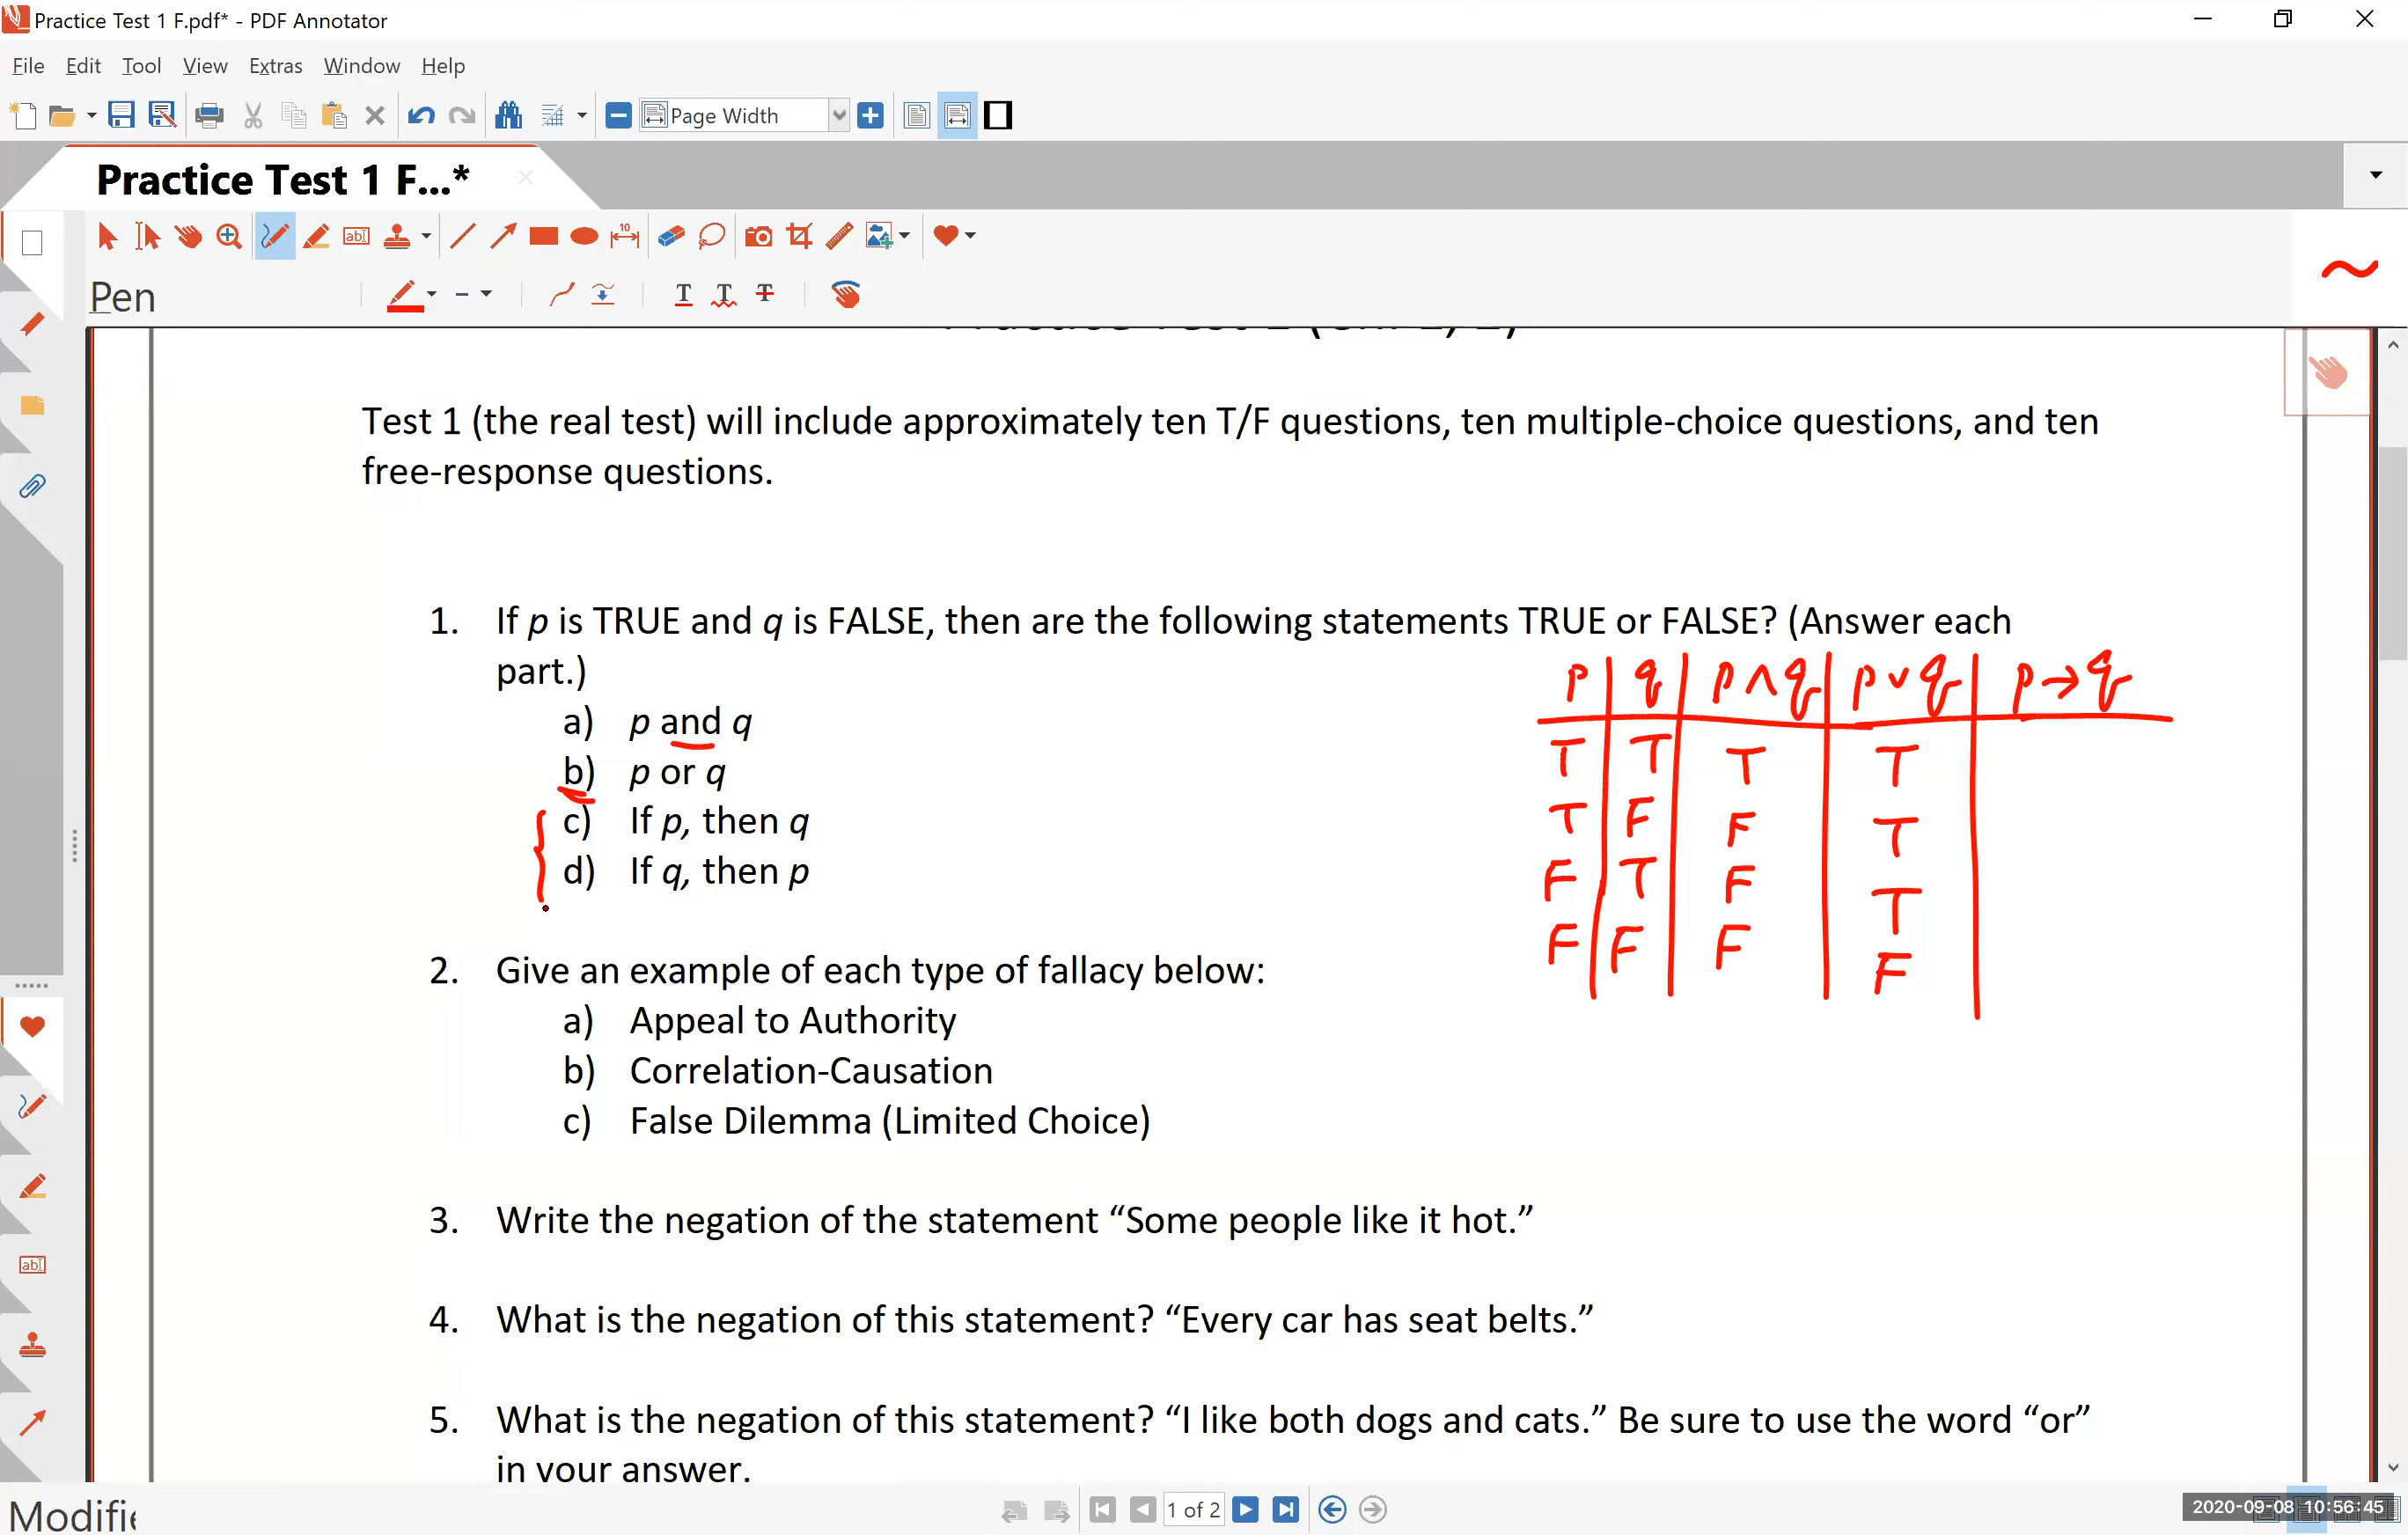 Practice Test 1 F.pdf* - PDF Annotator
File Edit Tool View Extras Window Help
Page Width
Practice Test 1 F...*
Pen
Test 1 (the real test) will include approximately ten T/F questions, ten multiple-choice questions, and ten
free-response questions.
1. If p is TRUE and q is FALSE, then are the following statements TRUE or FALSE? (Answer each
part.)
a) p and q
b) p or q
c) If p, then q
d) If q, then p
p q p ∧ q p ∨ q p → q
T T T T
T F F T
F T F T
F F F F
2. Give an example of each type of fallacy below:
a) Appeal to Authority
b) Correlation-Causation
c) False Dilemma (Limited Choice)
3. Write the negation of the statement “Some people like it hot.”
4. What is the negation of this statement? “Every car has seat belts.”
5. What is the negation of this statement? “I like both dogs and cats.” Be sure to use the word “or”
in your answer.
1 of 2
2020-09-08 10:56:45